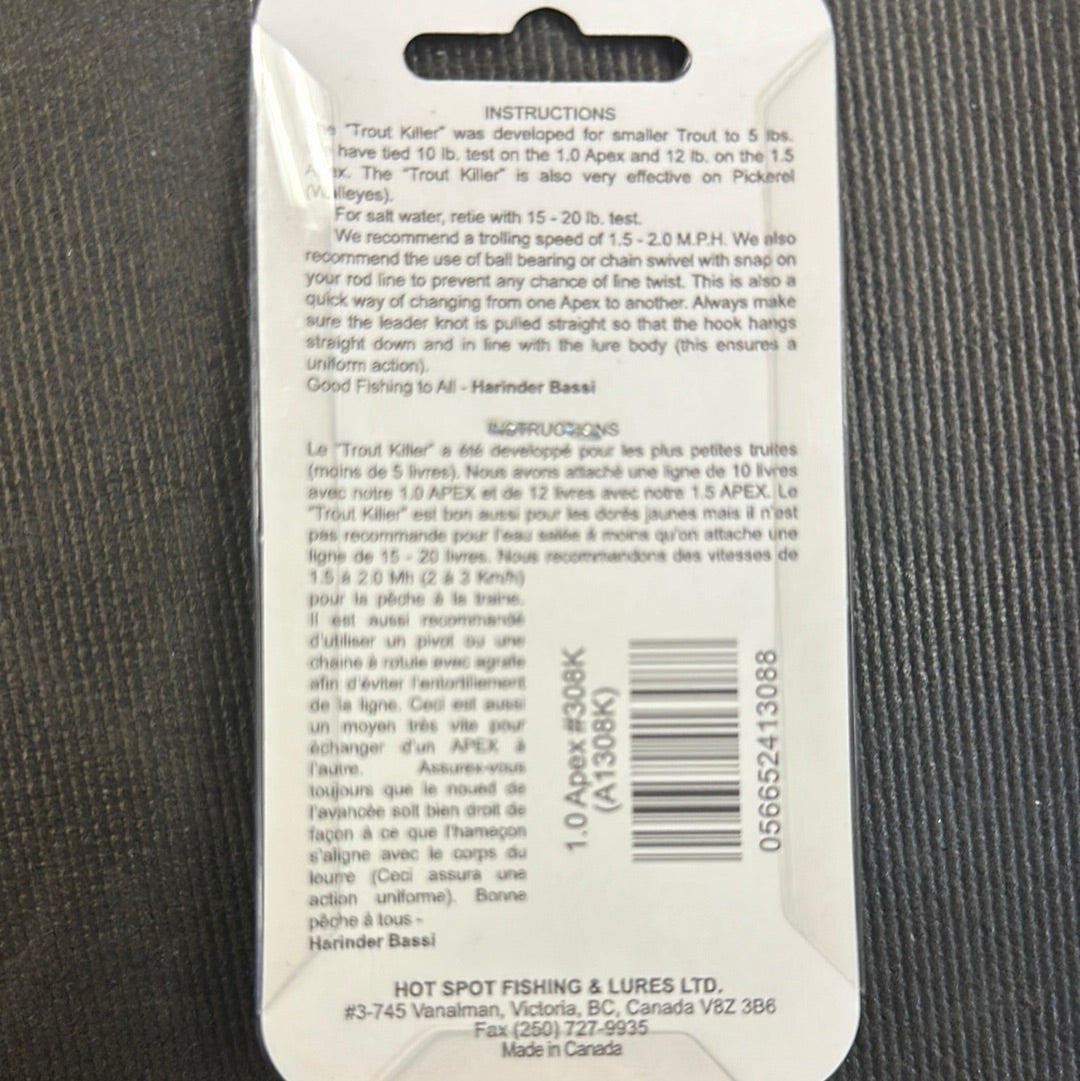 INSTRUCTIONS
"Trout Killer" was developed for smaller Trout to 5 lbs.
have tied 10 lb. test on the 1.0 Apex and 12 lb. on the 1.5
The "Trout Killer" is also very effective on Pickerel
(Walleyes).
For salt water, retie with 15 - 20 lb. test.
We recommend a trolling speed of 1.5 - 2.0 M.P.H. We also
recommend the use of ball bearing or chain swivel with snap on
your rod line to prevent any chance of line twist. This is also a
quick way of changing from one Apex to another. Always make
sure the leader knot is pulled straight so that the hook hangs
straight down and in line with the lure body (this ensures a
uniform action).
Good Fishing to All - Harinder Bassi
INSTRUCTIONS
Le "Trout Killer" a été developpé pour les plus petites truites
(moins de 5 livres). Nous avons attaché une ligne de 10 livres
avec notre 1.0 APEX et de 12 livres avec notre 1.5 APEX. Le
"Trout Killer" est bon aussi pour les dorés jaunes mais il n'est
pas recommande pour l'eau salée à moins qu'on attache une
ligne de 15 - 20 livres. Nous recommandons des vitesses de
1.5 à 2.0 Mh (2 à 3 Km/h)
pour la pêche à la traine.
Il est aussi recommandé
d'utiliser un pivot ou une
chaine à rotule avec agrafe
afin d'éviter l'entortillement
de la ligne. Ceci est aussi
un moyen très vite pour
échanger d'un APEX à
l'autre. Assurex-vous
toujours que le noued de
l'avancée soit bien droit de
façon à ce que l'hameçon
s'aligne avec le corps du
leurre (Ceci assura une
action uniforme). Bonne
pêche à tous -
Harinder Bassi
1.0 Apex #308K
(A1308K)
056652413088
HOT SPOT FISHING & LURES LTD.
#3-745 Vanalman, Victoria, BC, Canada V8Z 3B6
Fax (250) 727-9935
Made in Canada